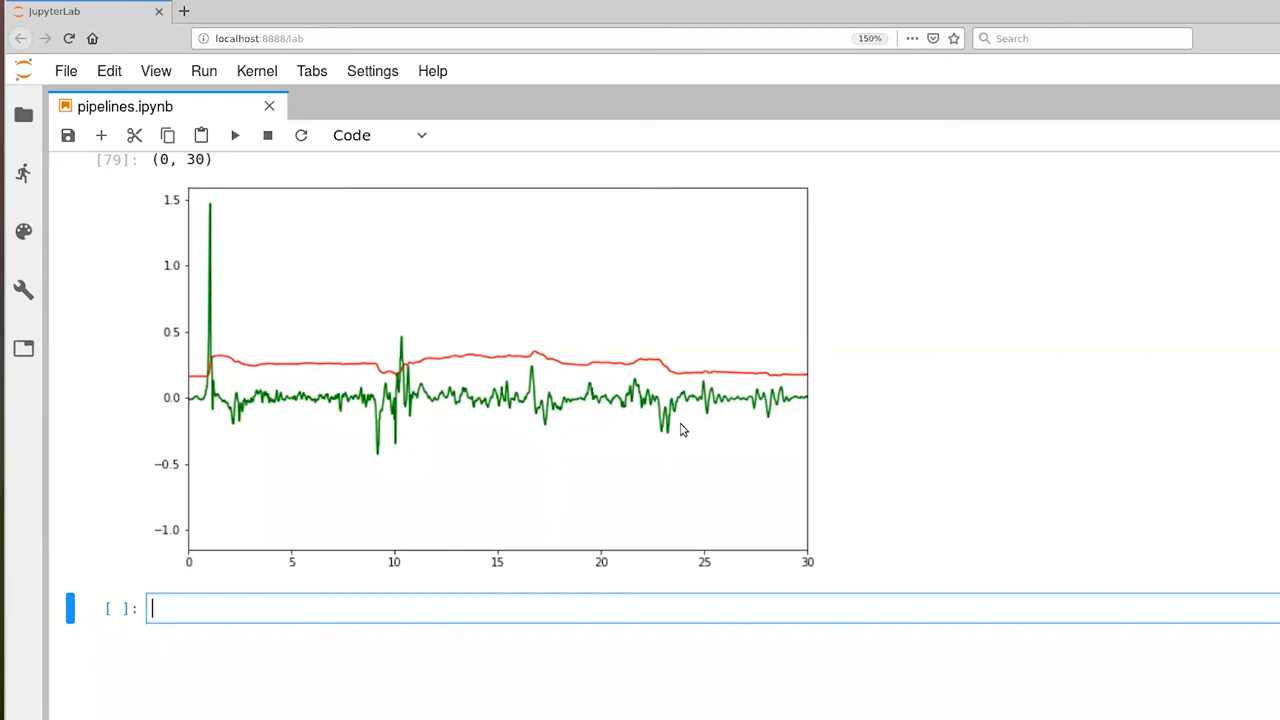 JupyterLab
localhost:8888/lab
150%
Search
File Edit View Run Kernel Tabs Settings Help
pipelines.ipynb
Code
[79]: (0, 30)
1.5
1.0
0.5
0.0
−0.5
−1.0
0 5 10 15 20 25 30
[ ]: